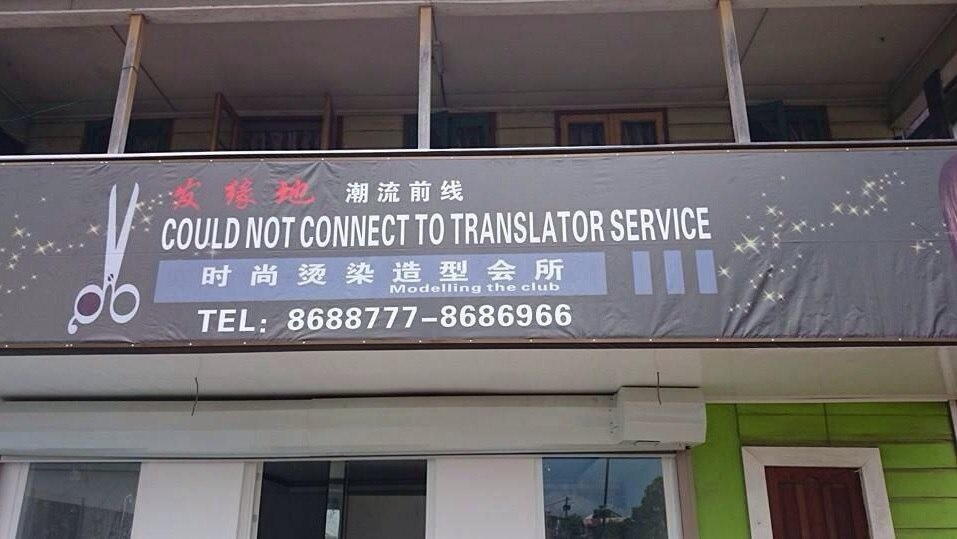 发缘地 潮流前线
COULD NOT CONNECT TO TRANSLATOR SERVICE
时尚烫染造型会所
Modelling the club
TEL: 8688777-8686966